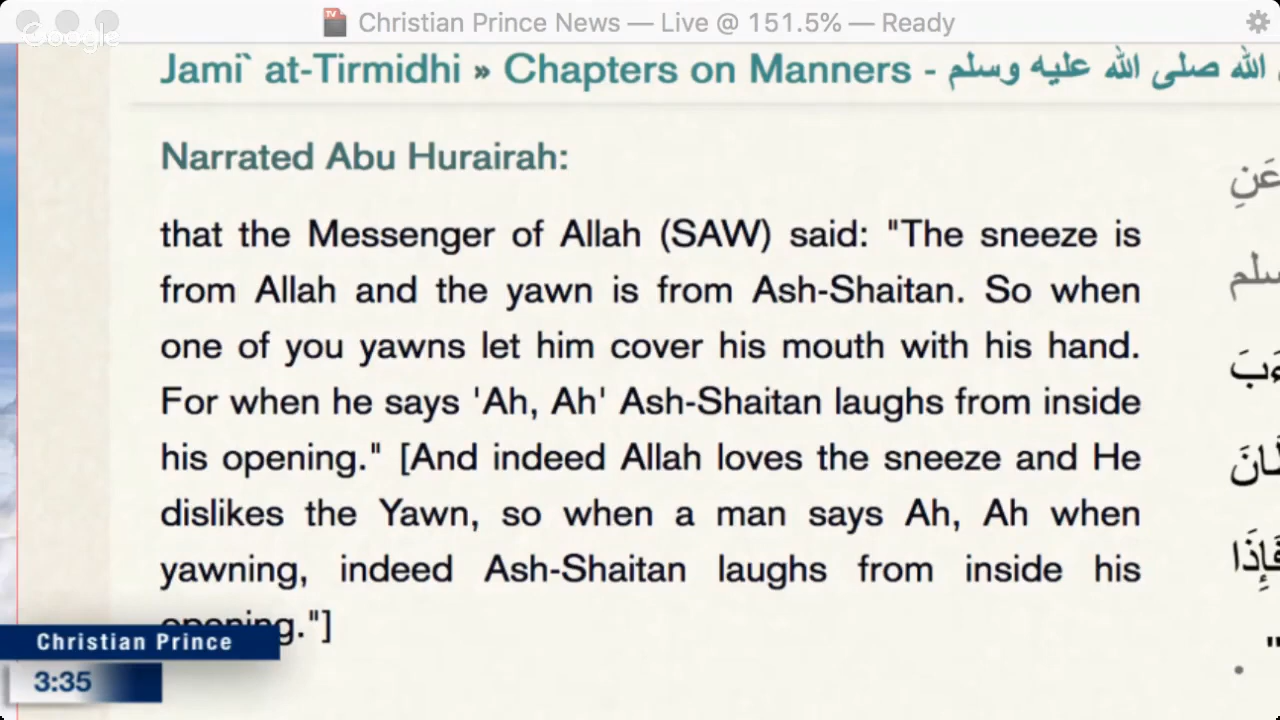 Christian Prince News — Live @ 151.5% — Ready
Google
Jami` at-Tirmidhi » Chapters on Manners - الله صلى الله عليه وسلم
Narrated Abu Hurairah:
that the Messenger of Allah (SAW) said: "The sneeze is
from Allah and the yawn is from Ash-Shaitan. So when
one of you yawns let him cover his mouth with his hand.
For when he says 'Ah, Ah' Ash-Shaitan laughs from inside
his opening." [And indeed Allah loves the sneeze and He
dislikes the Yawn, so when a man says Ah, Ah when
yawning, indeed Ash-Shaitan laughs from inside his
opening."]
عَنِ
Christian Prince
3:35